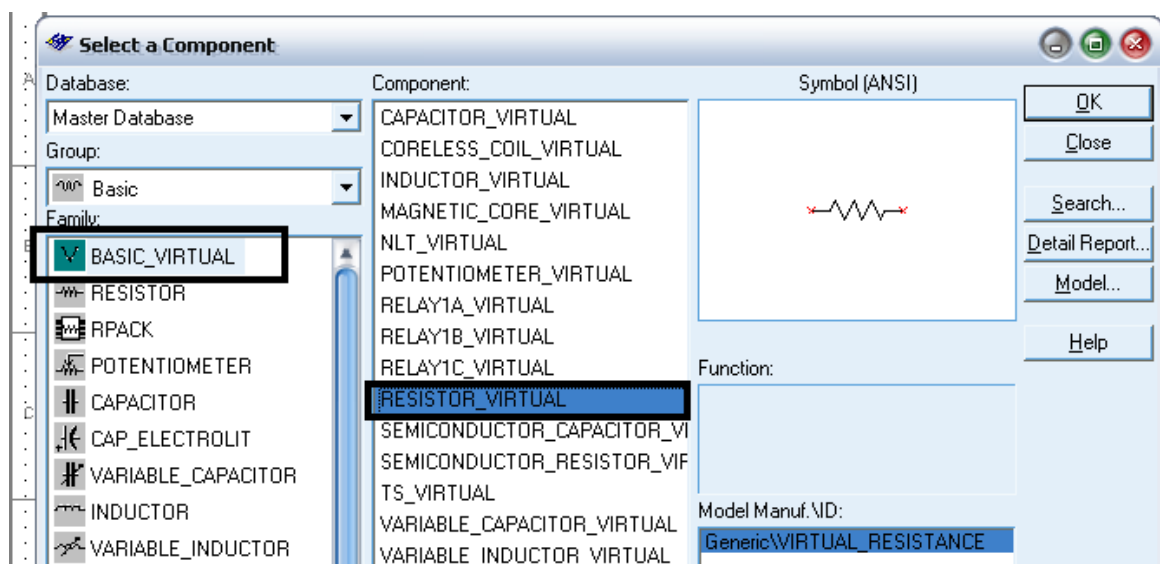 Select a Component
Database:
Master Database
Group:
Basic
Family:
BASIC_VIRTUAL
RESISTOR
RPACK
POTENTIOMETER
CAPACITOR
CAP_ELECTROLIT
VARIABLE_CAPACITOR
INDUCTOR
VARIABLE_INDUCTOR
Component:
CAPACITOR_VIRTUAL
CORELESS_COIL_VIRTUAL
INDUCTOR_VIRTUAL
MAGNETIC_CORE_VIRTUAL
NLT_VIRTUAL
POTENTIOMETER_VIRTUAL
RELAY1A_VIRTUAL
RELAY1B_VIRTUAL
RELAY1C_VIRTUAL
RESISTOR_VIRTUAL
SEMICONDUCTOR_CAPACITOR_VI
SEMICONDUCTOR_RESISTOR_VIF
TS_VIRTUAL
VARIABLE_CAPACITOR_VIRTUAL
VARIABLE_INDUCTOR_VIRTUAL
Symbol (ANSI)
Function:
Model Manuf.\ID:
Generic\VIRTUAL_RESISTANCE
OK
Close
Search...
Detail Report...
Model...
Help
A